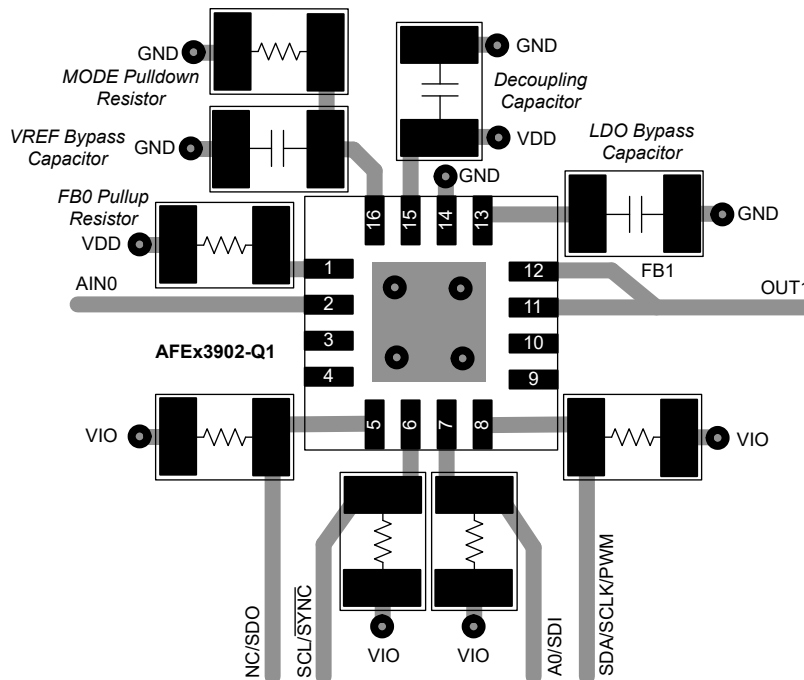 GND
MODE Pulldown
Resistor
GND
Decoupling
Capacitor
VDD
VREF Bypass
Capacitor
GND
LDO Bypass
Capacitor
GND
GND
FB0 Pullup
Resistor
VDD
16
15
14
13
1
2
3
4
12
11
10
9
FB1
AIN0
OUT1
AFEx3902-Q1
5
6
7
8
VIO
VIO
VIO
VIO
NC/SDO
SCL/SYNC
A0/SDI
SDA/SCLK/PWM